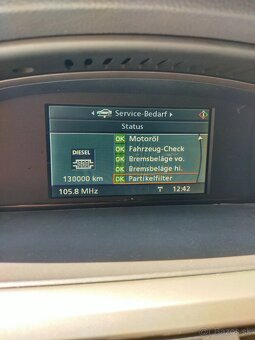 Service-Bedarf
Status
OK Motoröl
OK Fahrzeug-Check
OK Bremsbeläge vo.
OK Bremsbeläge hi.
OK Partikelfilter
DIESEL
130000 km
105.8 MHz
12:42